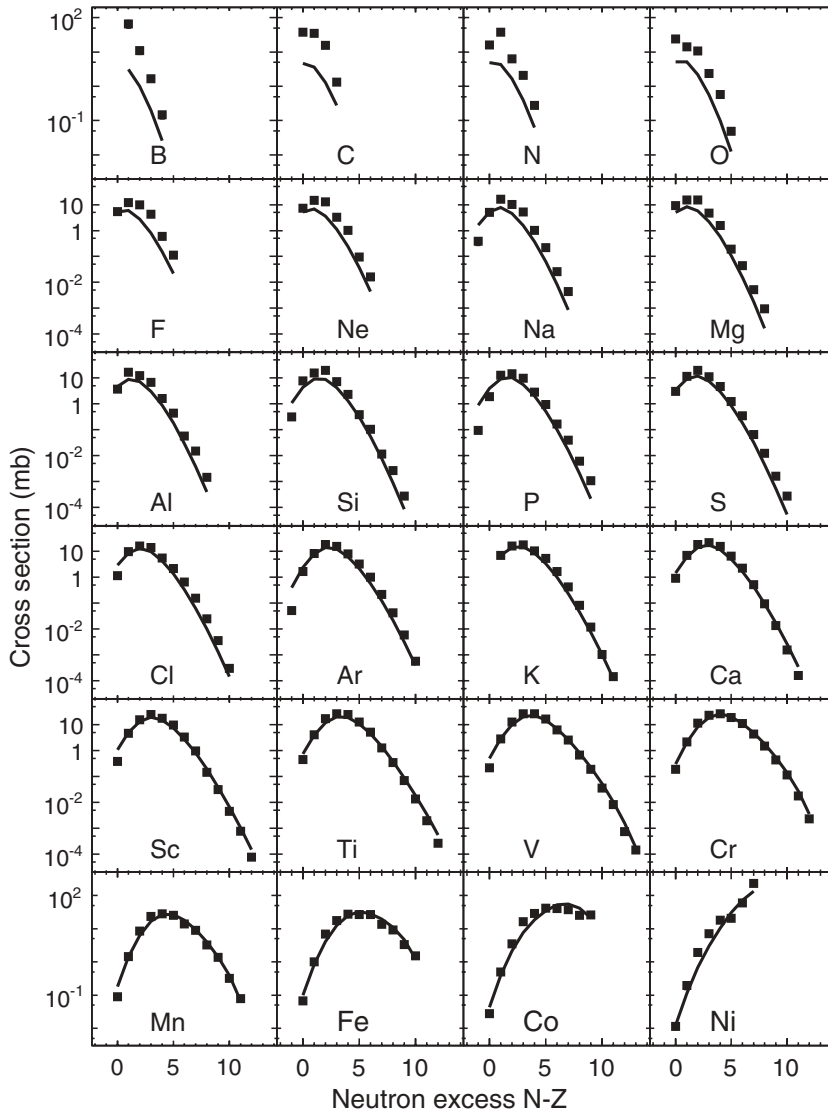 Cross section (mb)
10^2
10^-1
B
C
N
O
10
1
10^-2
10^-4
F
Ne
Na
Mg
10
1
10^-2
10^-4
Al
Si
P
S
10
1
10^-2
10^-4
Cl
Ar
K
Ca
10
1
10^-2
10^-4
Sc
Ti
V
Cr
10^2
10^-1
Mn
Fe
Co
Ni
0 5 10 0 5 10 0 5 10 0 5 10
Neutron excess N-Z